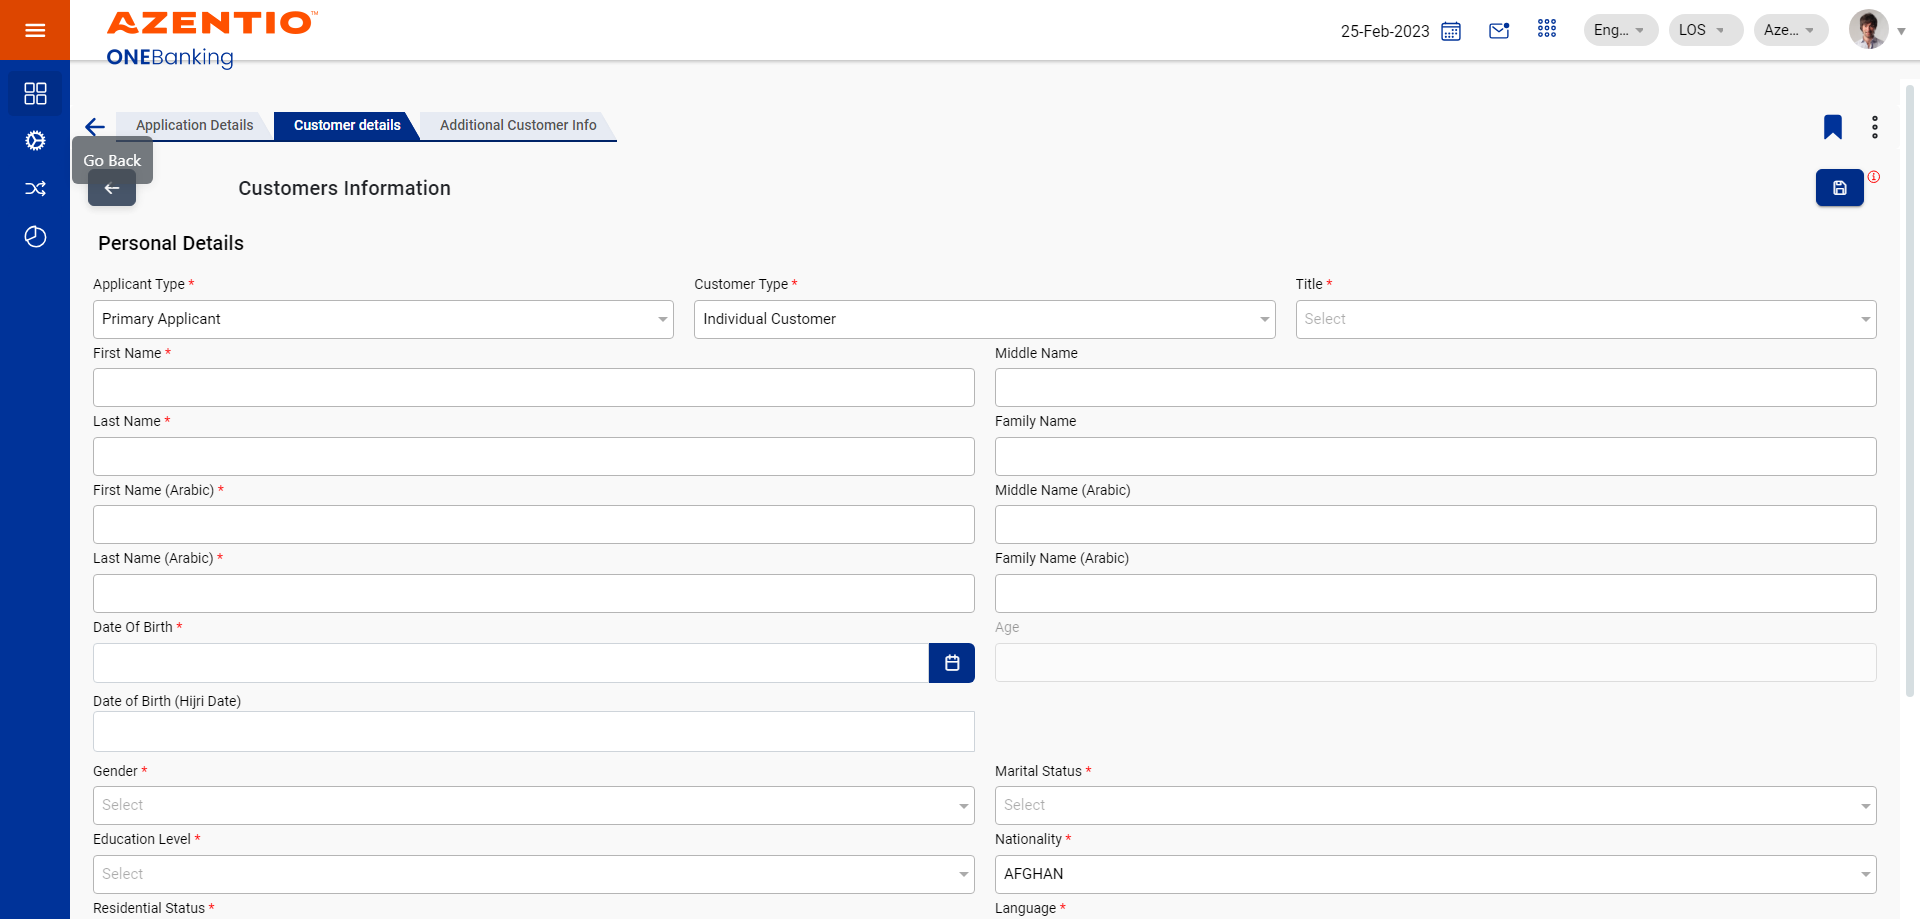 AZENTIO™
ONEBanking
25-Feb-2023
Eng...
LOS
Aze...
Application Details
Customer details
Additional Customer Info
Go Back
Customers Information
Personal Details
Applicant Type *
Customer Type *
Title *
Primary Applicant
Individual Customer
Select
First Name *
Middle Name
Last Name *
Family Name
First Name (Arabic) *
Middle Name (Arabic)
Last Name (Arabic) *
Family Name (Arabic)
Date Of Birth *
Age
Date of Birth (Hijri Date)
Gender *
Marital Status *
Select
Select
Education Level *
Nationality *
Select
AFGHAN
Residential Status *
Language *